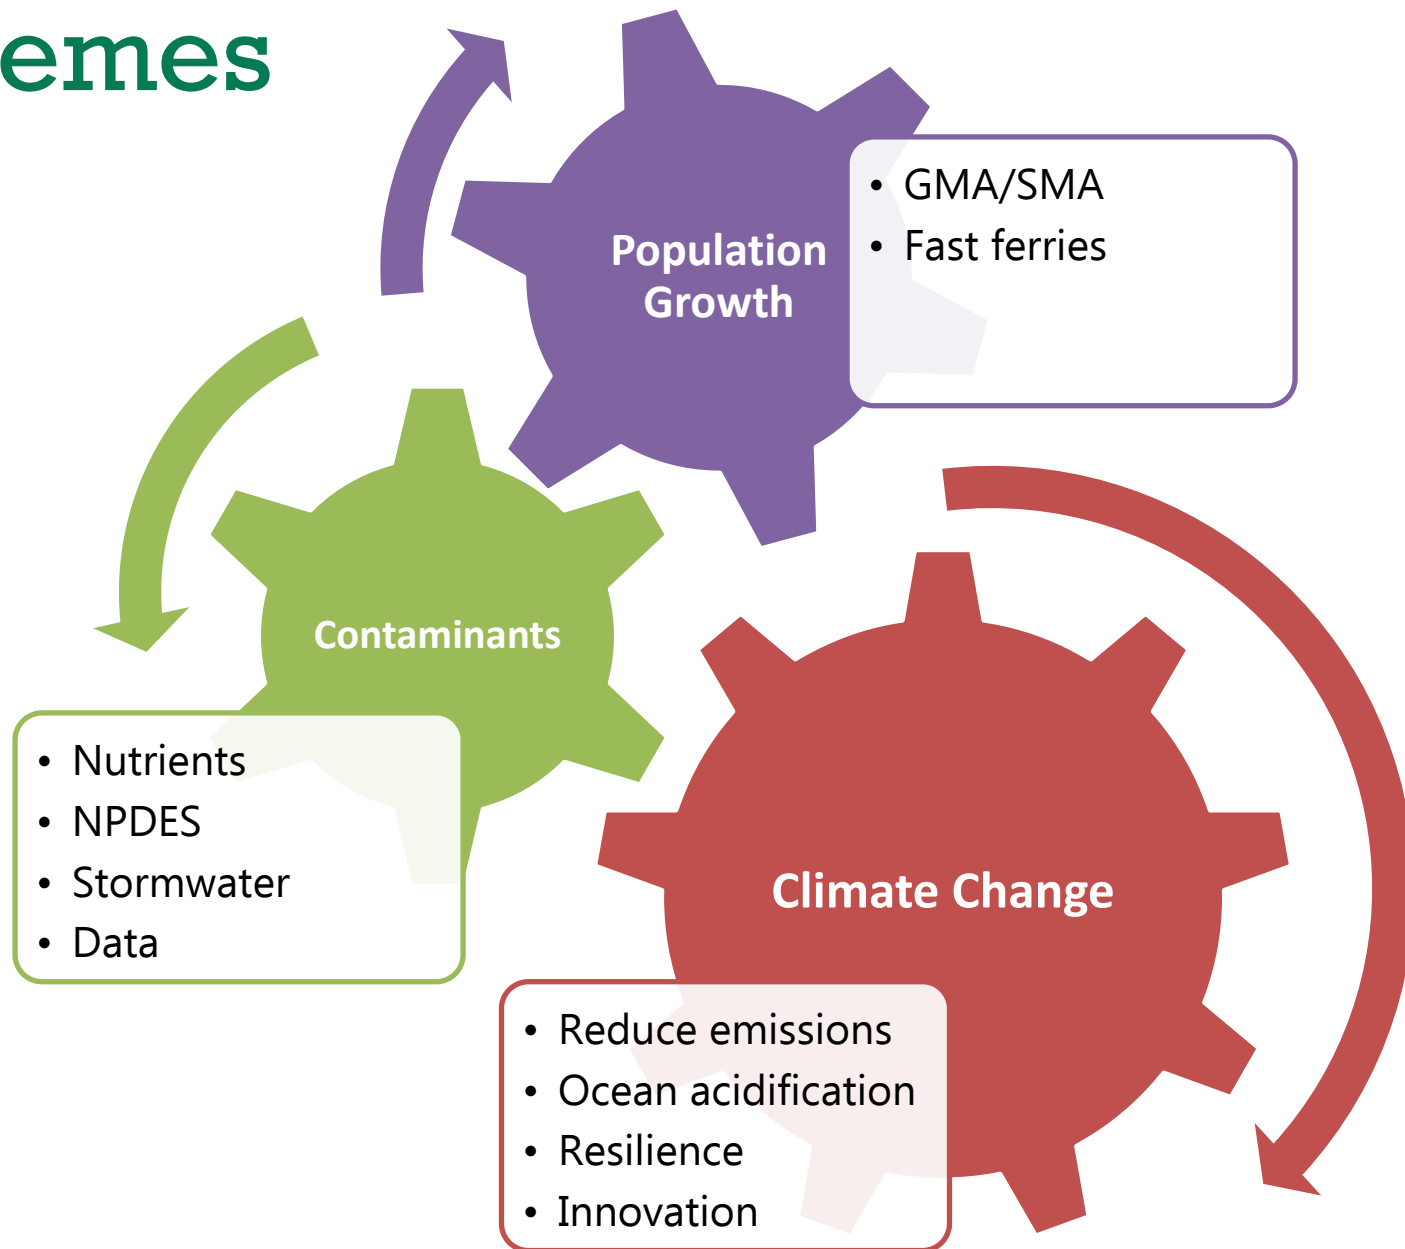 emes
Population
Growth
• GMA/SMA
• Fast ferries
Contaminants
• Nutrients
• NPDES
• Stormwater
• Data
Climate Change
• Reduce emissions
• Ocean acidification
• Resilience
• Innovation